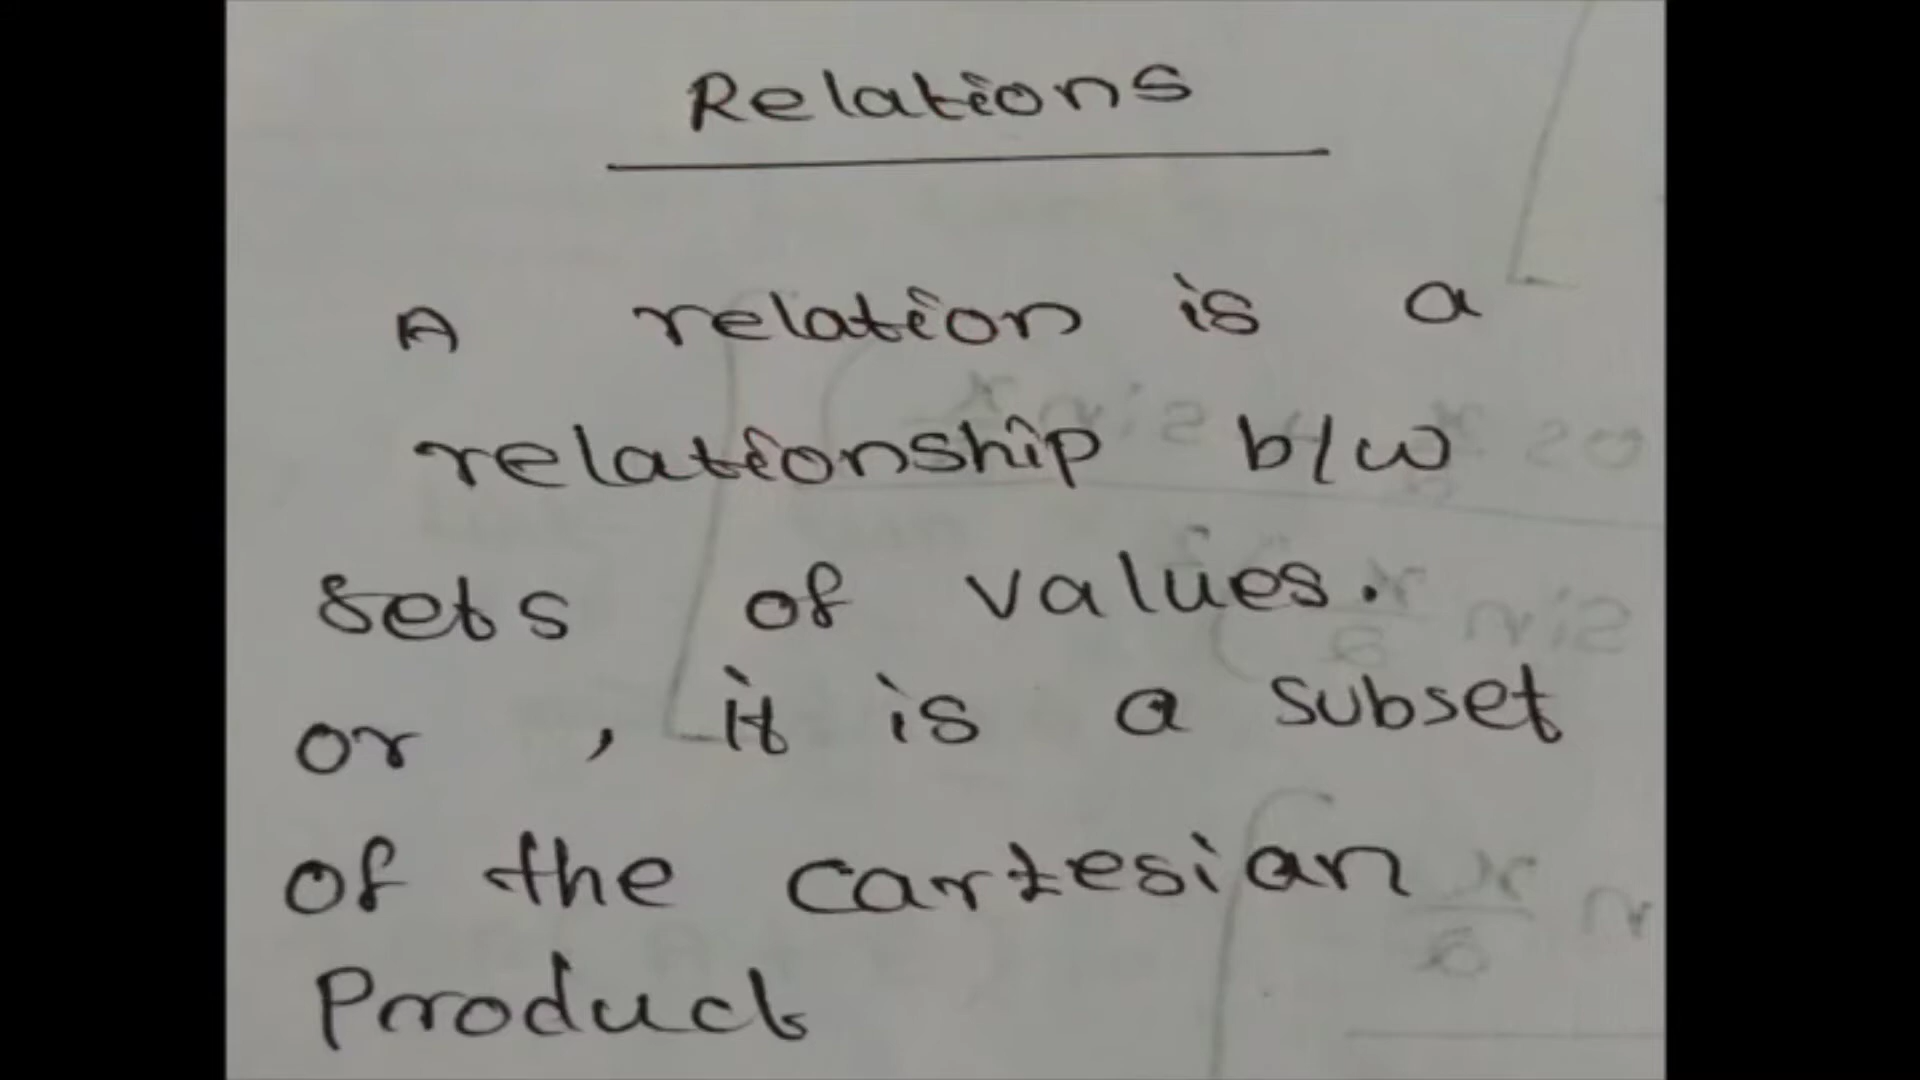 Relations
A relation is a
relationship b/w
sets of values.
or , it is a subset
of the cartesian
Product